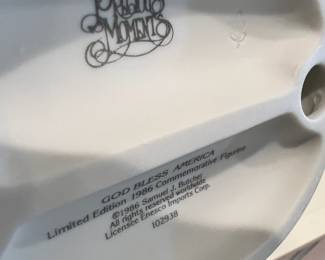 PRECIOUS
MOMENTS
GOD BLESS AMERICA
Limited Edition 1986 Commemorative Figurine
©1986 Samuel J. Butcher
All rights reserved worldwide
Licensee Enesco Imports Corp.
102938